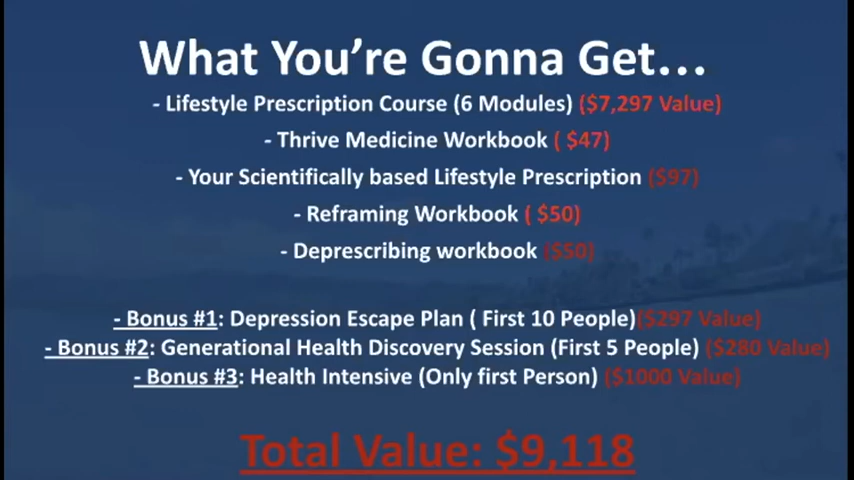 What You're Gonna Get...
- Lifestyle Prescription Course (6 Modules) ($7,297 Value)
- Thrive Medicine Workbook ( $47)
- Your Scientifically based Lifestyle Prescription ($97)
- Reframing Workbook ( $50)
- Deprescribing workbook ($50)
- Bonus #1: Depression Escape Plan ( First 10 People)($297 Value)
- Bonus #2: Generational Health Discovery Session (First 5 People) ($280 Value)
- Bonus #3: Health Intensive (Only first Person) ($1000 Value)
Total Value: $9,118